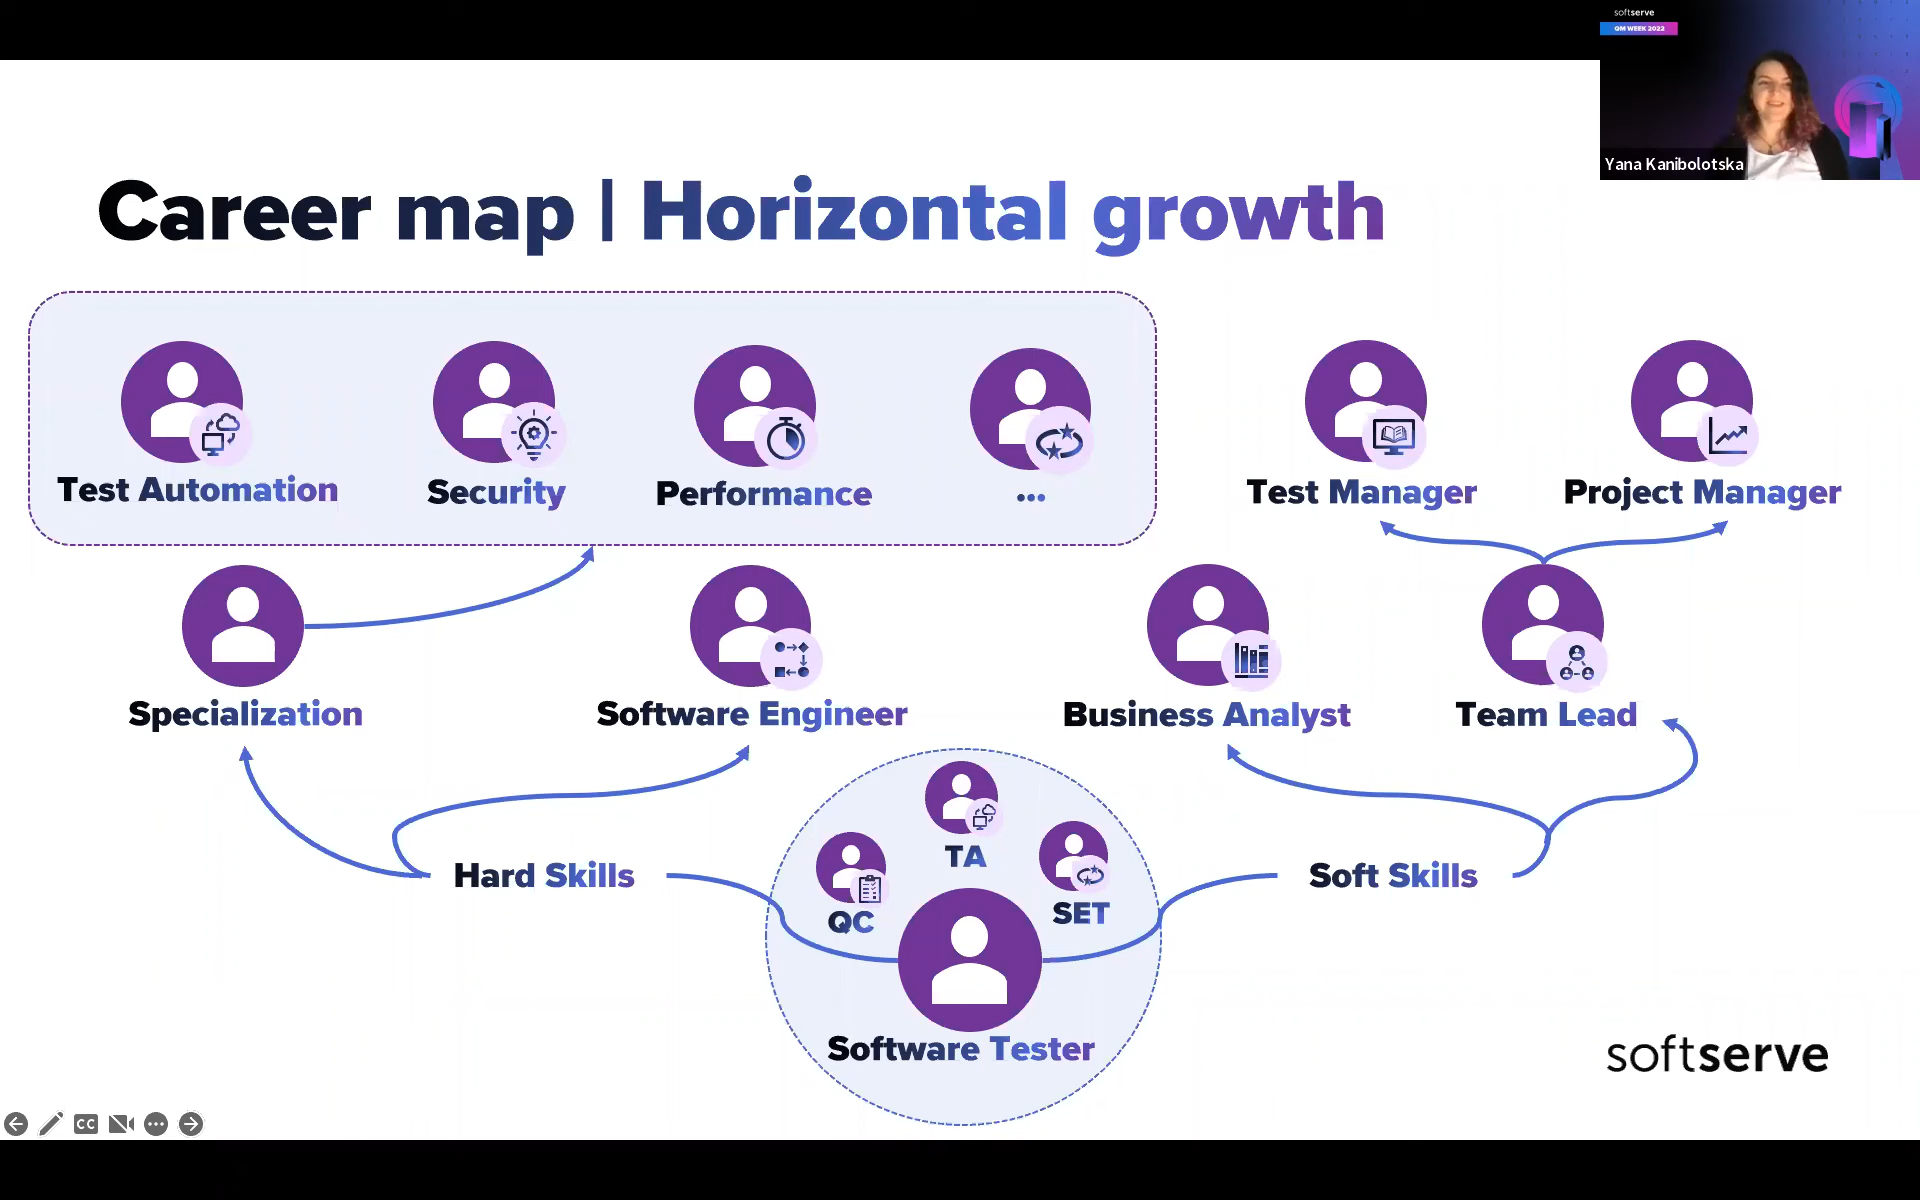 softserve
QM WEEK 2022
Yana Kanibolotska
Career map | Horizontal growth
Test Automation
Security
Performance
...
Test Manager
Project Manager
Specialization
Software Engineer
Business Analyst
Team Lead
Hard Skills
TA
QC
SET
Soft Skills
Software Tester
softserve
CC